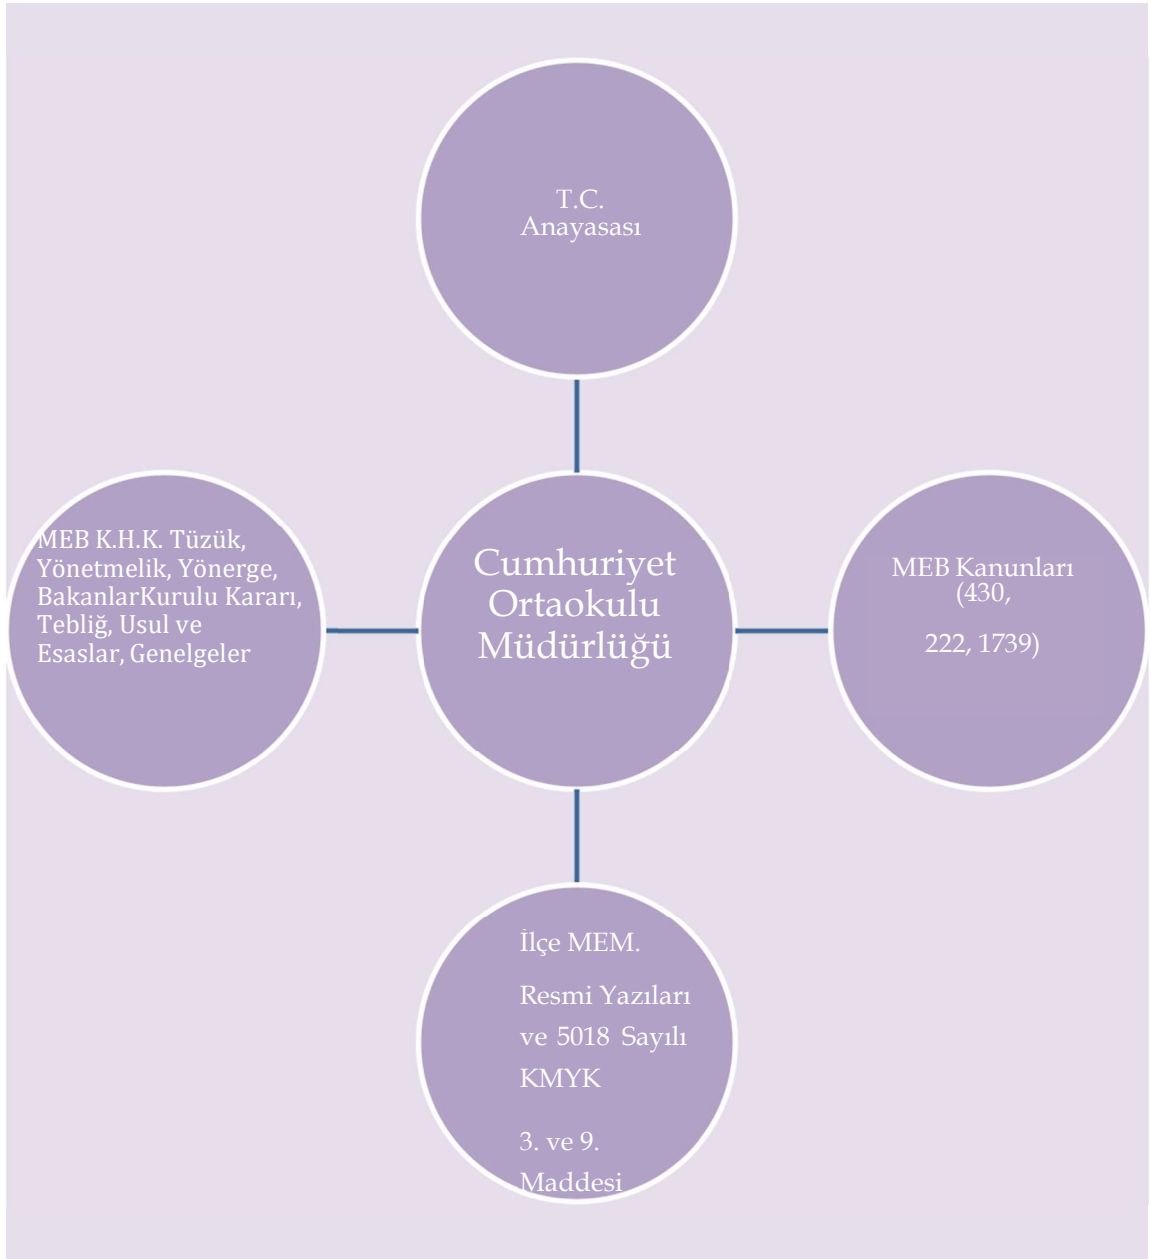 T.C.
Anayasası
MEB K.H.K. Tüzük,
Yönetmelik, Yönerge,
BakanlarKurulu Kararı,
Tebliğ, Usul ve
Esaslar, Genelgeler
Cumhuriyet
Ortaokulu
Müdürlüğü
MEB Kanunları
(430,
222, 1739)
İlçe MEM.
Resmi Yazıları
ve 5018 Sayılı
KMYK
3. ve 9.
Maddesi